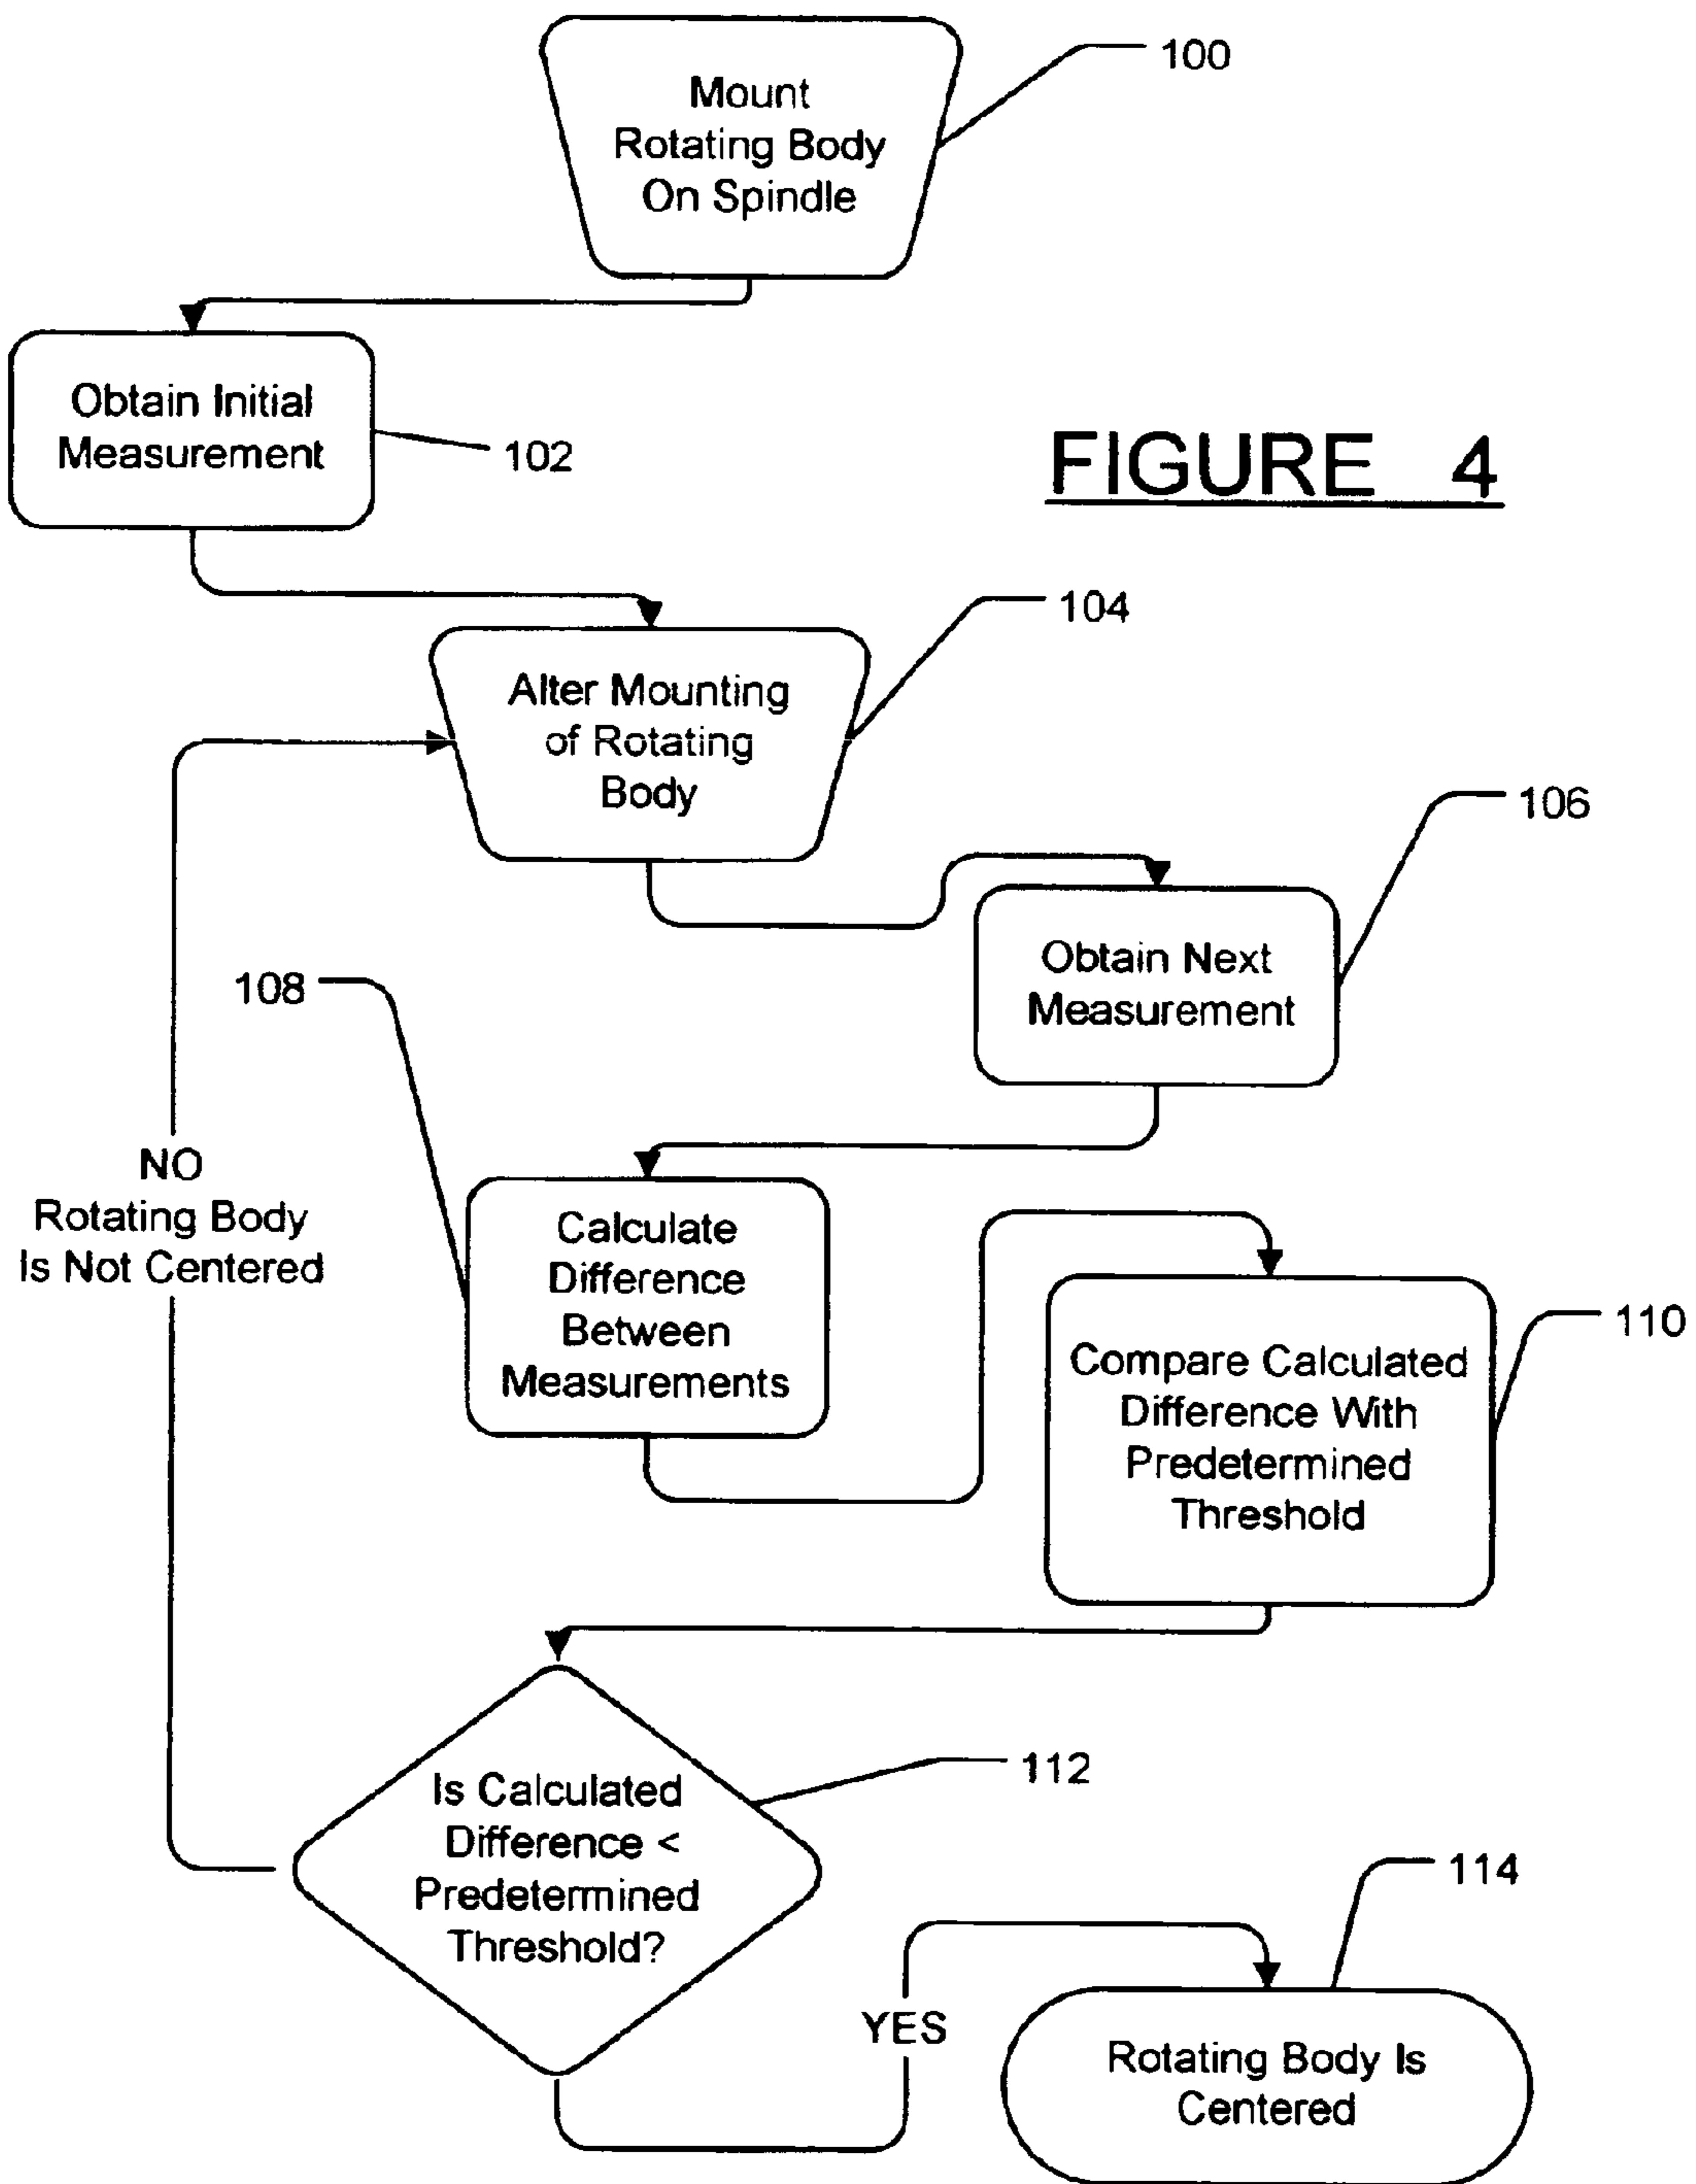 Mount
Rotating Body
On Spindle
100
Obtain Initial
Measurement
102
FIGURE 4
104
Alter Mounting
of Rotating
Body
106
Obtain Next
Measurement
108
NO
Rotating Body
Is Not Centered
Calculate
Difference
Between
Measurements
110
Compare Calculated
Difference With
Predetermined
Threshold
112
Is Calculated
Difference <
Predetermined
Threshold?
114
YES
Rotating Body Is
Centered